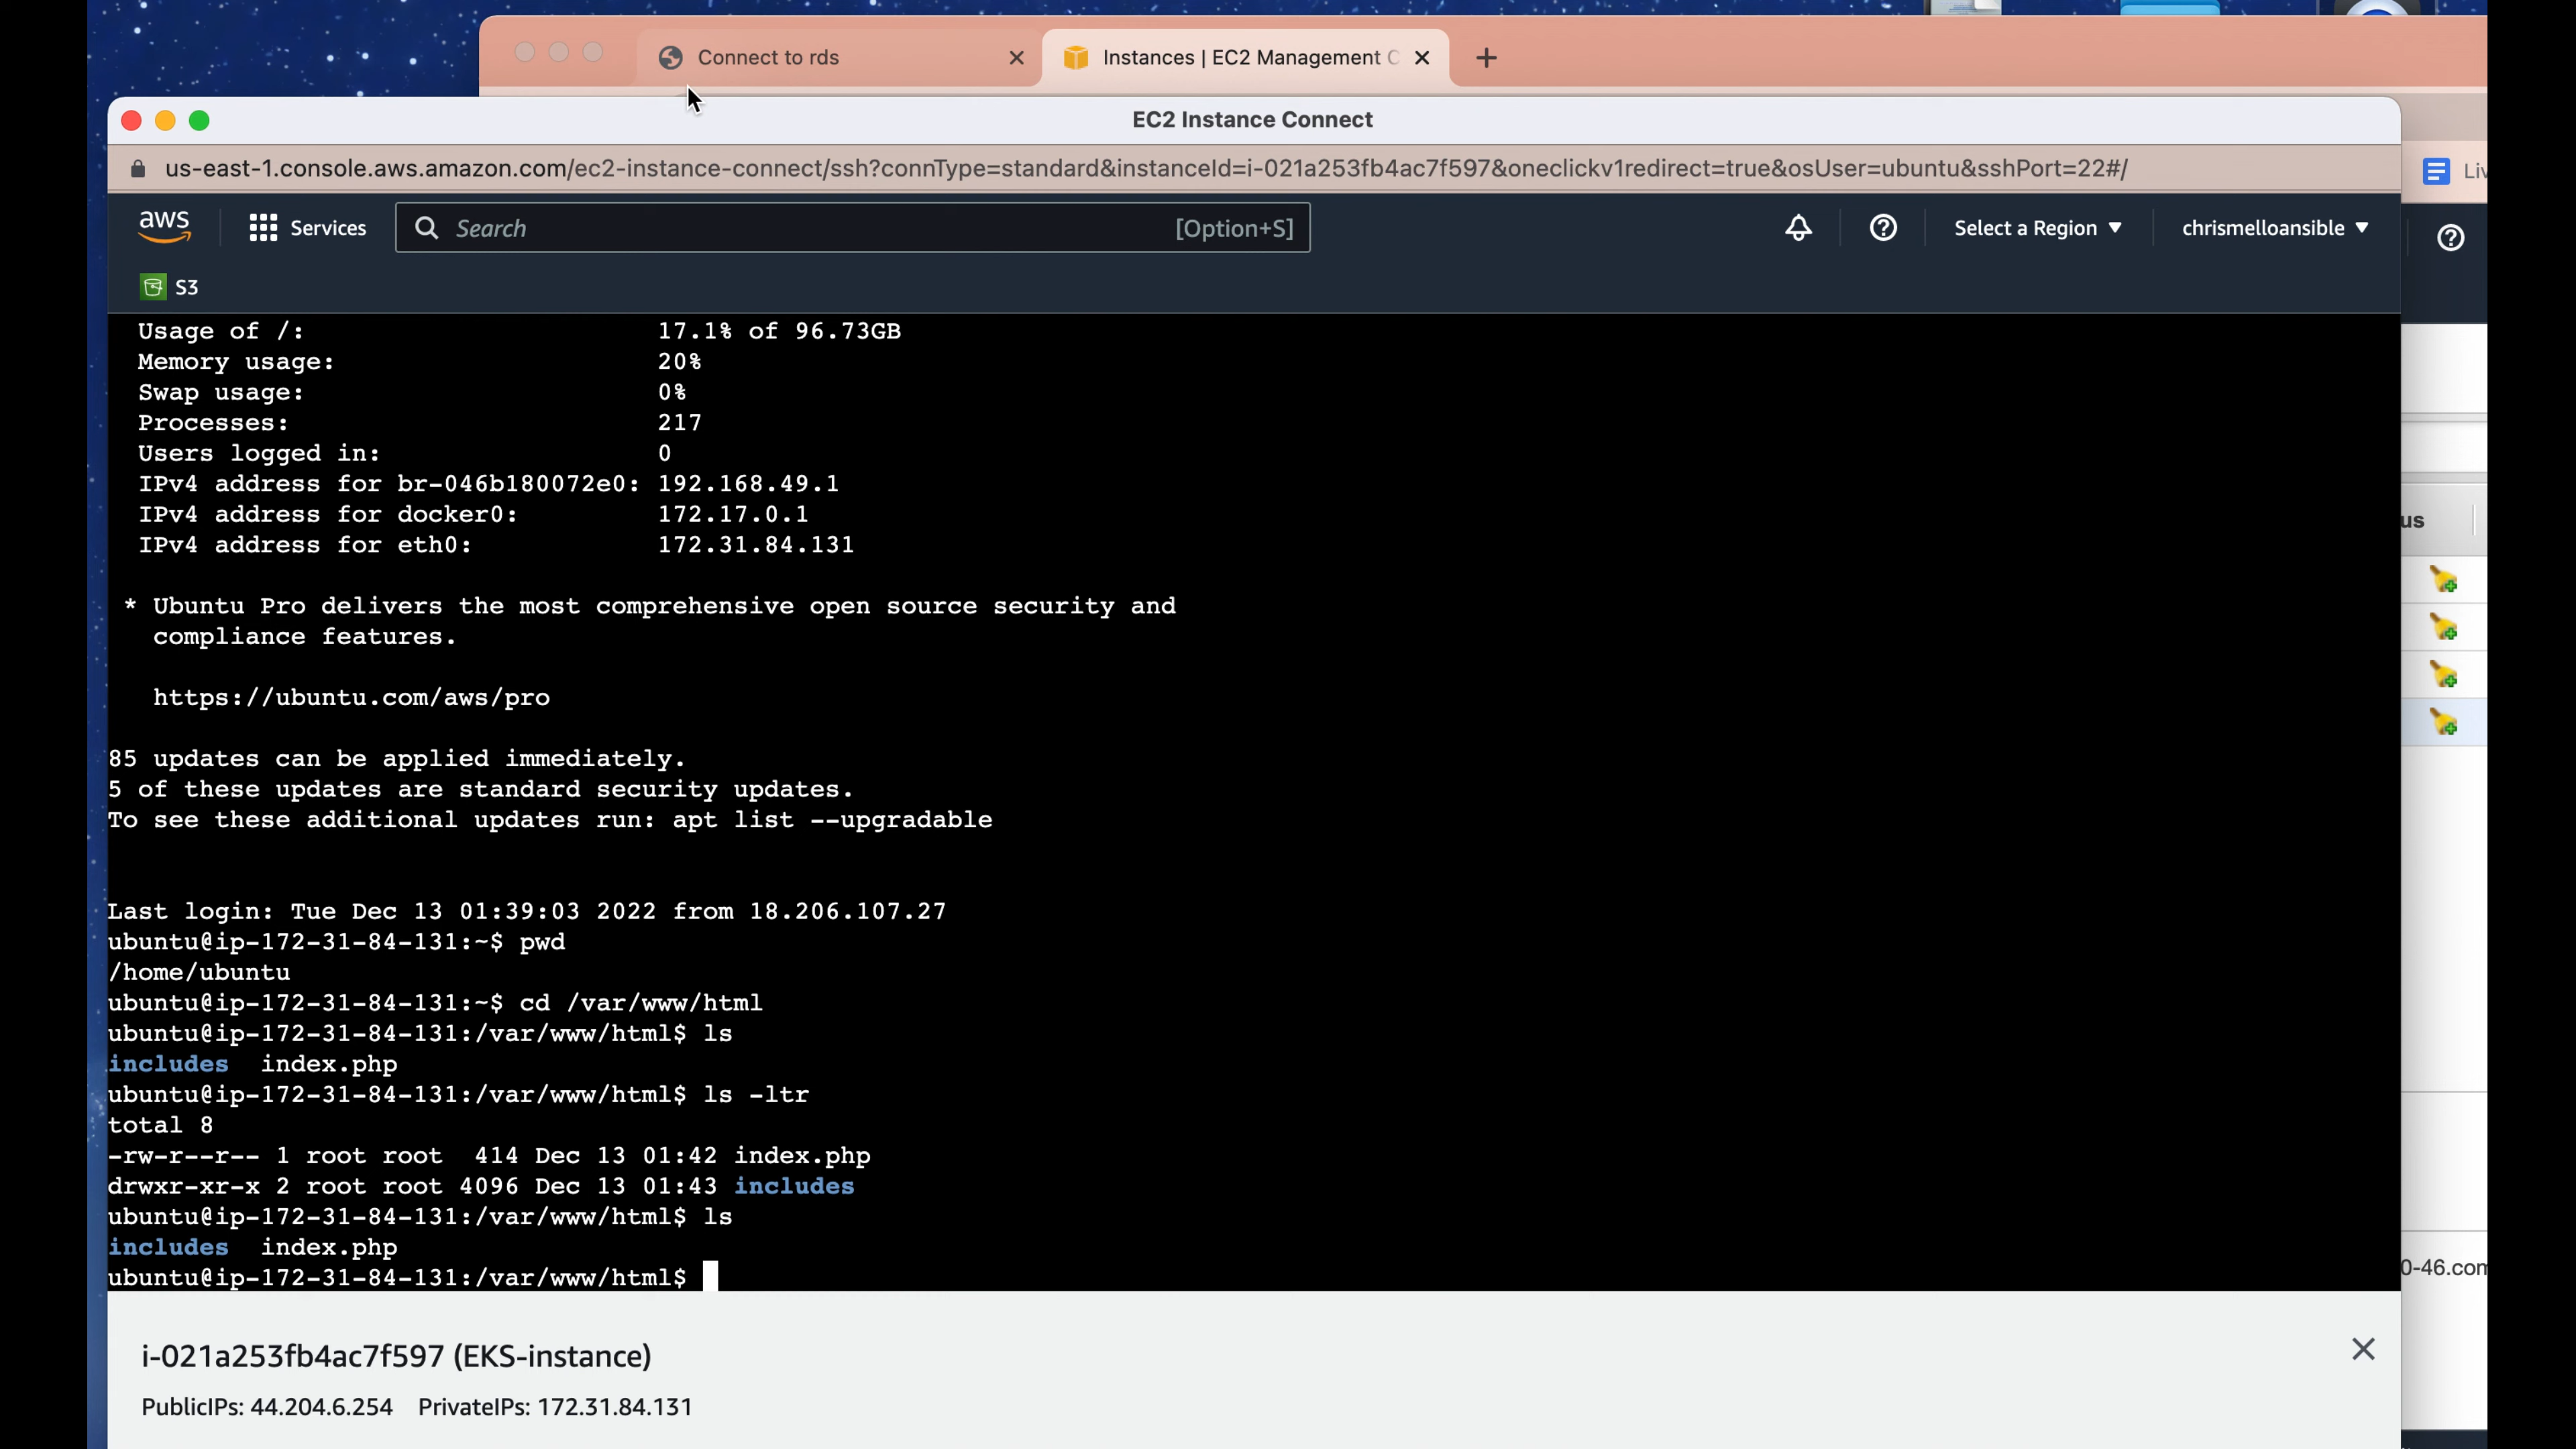 Connect to rds
Instances | EC2 Management C
EC2 Instance Connect
us-east-1.console.aws.amazon.com/ec2-instance-connect/ssh?connType=standard&instanceId=i-021a253fb4ac7f597&oneclickv1redirect=true&osUser=ubuntu&sshPort=22#/
Liv
aws
Services
Search
[Option+S]
Select a Region
chrismelloansible
S3
Usage of /: 17.1% of 96.73GB
Memory usage: 20%
Swap usage: 0%
Processes: 217
Users logged in: 0
IPv4 address for br-046b180072e0: 192.168.49.1
IPv4 address for docker0: 172.17.0.1
IPv4 address for eth0: 172.31.84.131
us
* Ubuntu Pro delivers the most comprehensive open source security and
compliance features.
https://ubuntu.com/aws/pro
85 updates can be applied immediately.
5 of these updates are standard security updates.
To see these additional updates run: apt list --upgradable
Last login: Tue Dec 13 01:39:03 2022 from 18.206.107.27
ubuntu@ip-172-31-84-131:~$ pwd
/home/ubuntu
ubuntu@ip-172-31-84-131:~$ cd /var/www/html
ubuntu@ip-172-31-84-131:/var/www/html$ ls
includes  index.php
ubuntu@ip-172-31-84-131:/var/www/html$ ls -ltr
total 8
-rw-r--r-- 1 root root  414 Dec 13 01:42 index.php
drwxr-xr-x 2 root root 4096 Dec 13 01:43 includes
ubuntu@ip-172-31-84-131:/var/www/html$ ls
includes  index.php
0-46.com
ubuntu@ip-172-31-84-131:/var/www/html$
i-021a253fb4ac7f597 (EKS-instance)
PublicIPs: 44.204.6.254  PrivateIPs: 172.31.84.131